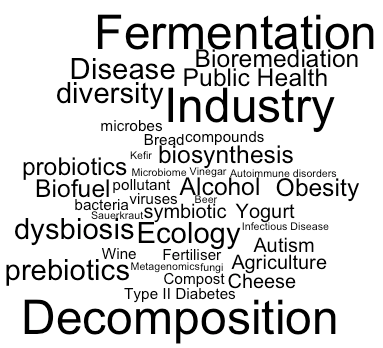 Fermentation
Bioremediation
Disease Public Health
diversity Industry
microbes
Bread compounds
Kefir biosynthesis
probiotics Microbiome Vinegar Autoimmune disorders
Biofuel pollutant Alcohol Obesity
bacteria viruses Beer
Sauerkraut symbiotic Yogurt
dysbiosis Ecology Infectious Disease
Wine Fertiliser Autism
prebiotics Metagenomics fungi Agriculture
Compost Cheese
Type II Diabetes
Decomposition